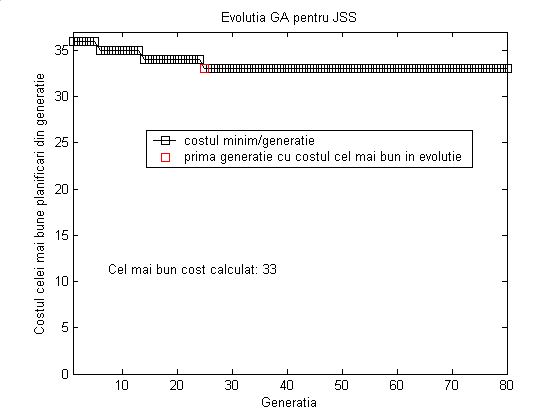 Evolutia GA pentru JSS
Costul celei mai bune planificari din generatie
35
30
25
20
15
10
5
0
costul minim/generatie
prima generatie cu costul cel mai bun in evolutie
Cel mai bun cost calculat: 33
10 20 30 40 50 60 70 80
Generatia